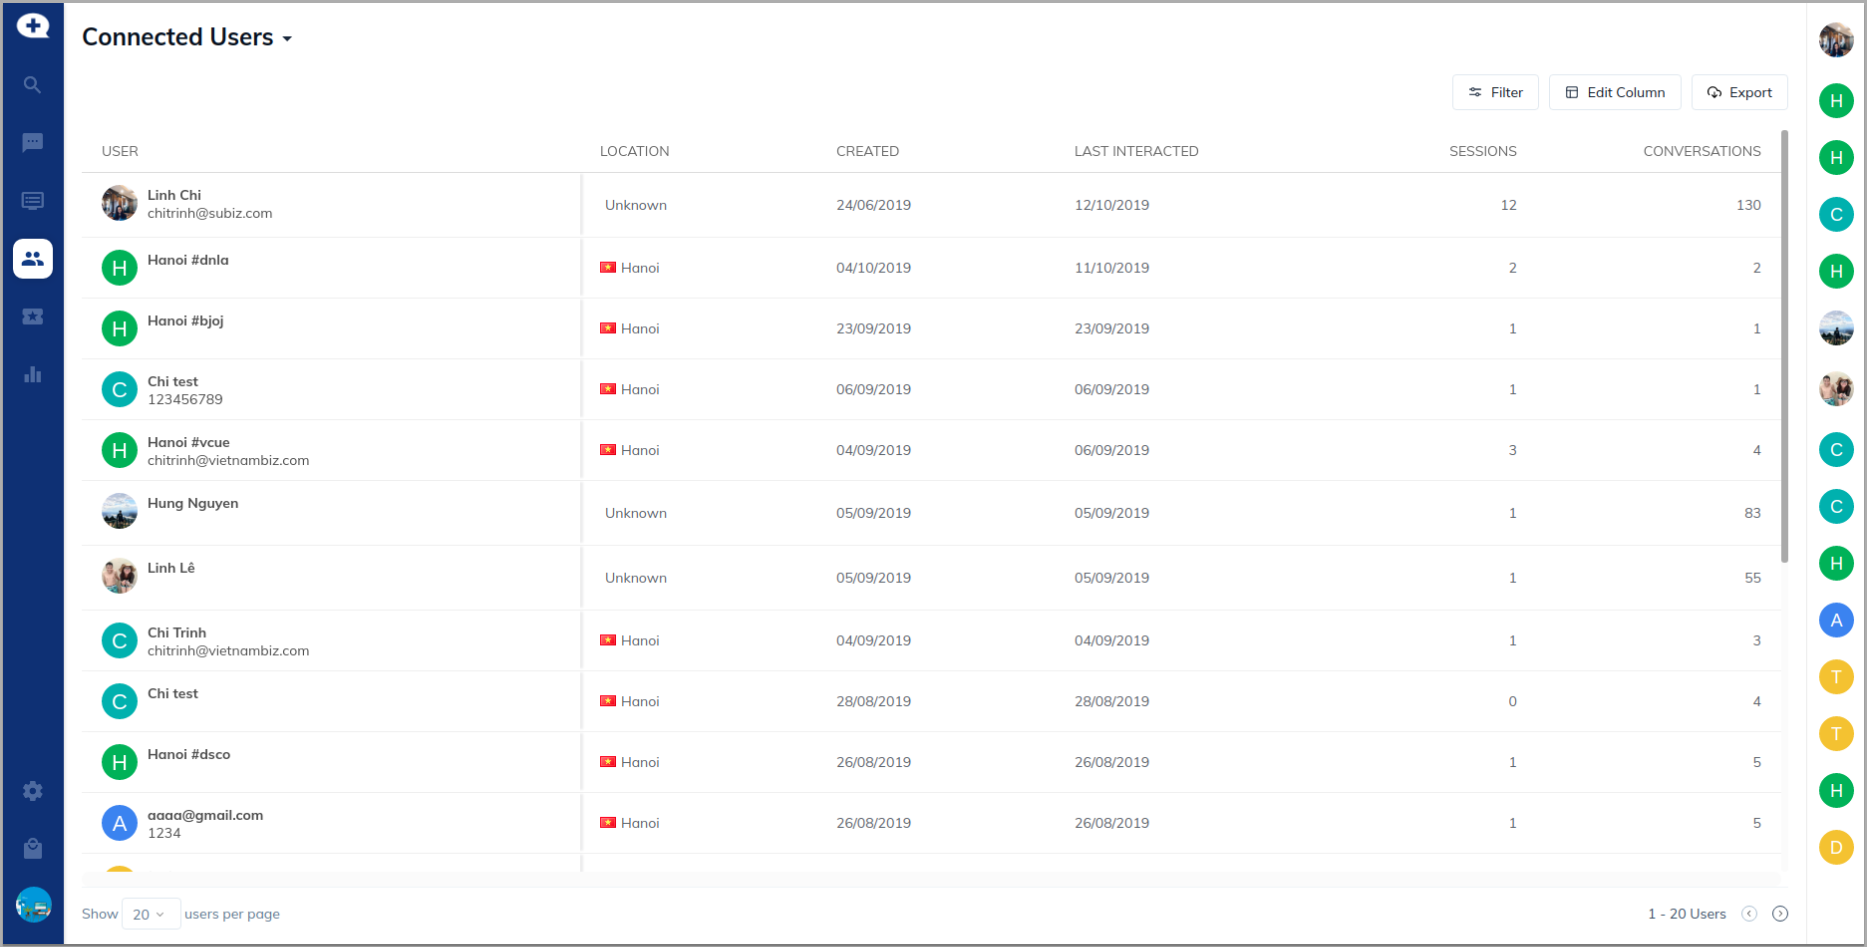 Connected Users
Filter
Edit Column
Export
USER LOCATION CREATED LAST INTERACTED SESSIONS CONVERSATIONS
Linh Chi
chitrinh@subiz.com
Unknown 24/06/2019 12/10/2019 12 130
H Hanoi #dnla
Hanoi 04/10/2019 11/10/2019 2 2
H Hanoi #bjoj
Hanoi 23/09/2019 23/09/2019 1 1
C Chi test
123456789
Hanoi 06/09/2019 06/09/2019 1 1
H Hanoi #vcue
chitrinh@vietnambiz.com
Hanoi 04/09/2019 06/09/2019 3 4
Hung Nguyen
Unknown 05/09/2019 05/09/2019 1 83
Linh Lê
Unknown 05/09/2019 05/09/2019 1 55
C Chi Trinh
chitrinh@vietnambiz.com
Hanoi 04/09/2019 04/09/2019 1 3
C Chi test
Hanoi 28/08/2019 28/08/2019 0 4
H Hanoi #dsco
Hanoi 26/08/2019 26/08/2019 1 5
A aaaa@gmail.com
1234
Hanoi 26/08/2019 26/08/2019 1 5
Show 20 users per page
1 - 20 Users
H
H
C
H
C
C
H
A
T
T
H
D